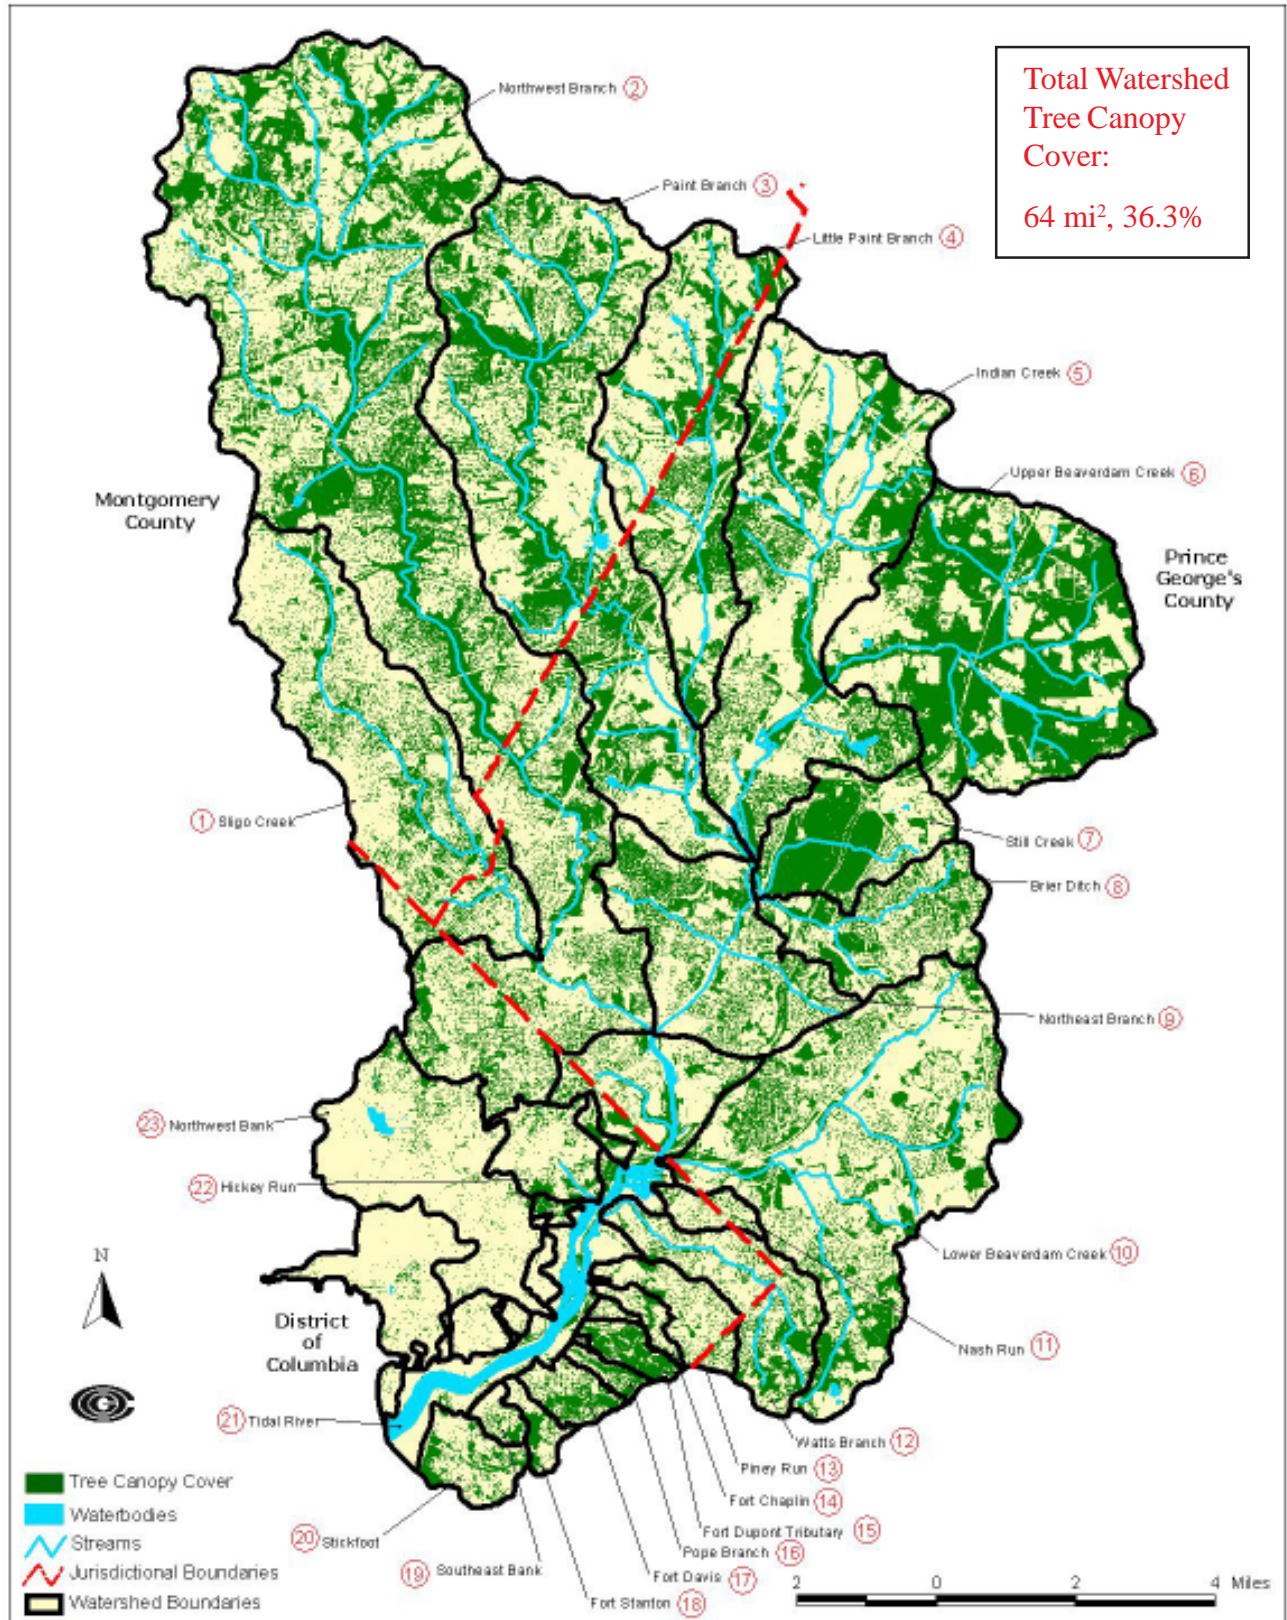 Total Watershed
Tree Canopy
Cover:
64 mi², 36.3%
Northwest Branch 2
Paint Branch 3
Little Paint Branch 4
Indian Creek 5
Upper Beaverdam Creek 6
Montgomery
County
Prince
George's
County
1 Sligo Creek
Still Creek 7
Brier Ditch 8
Northeast Branch 9
23 Northwest Bank
22 Hickey Run
Lower Beaverdam Creek 10
N
District
of
Columbia
Nash Run 11
21 Tidal River
Watts Branch 12
Piney Run 13
Fort Chaplin 14
Fort Dupont Tributary 15
Pope Branch 16
Fort Davis 17
Fort Stanton 18
19 Southeast Bank
20 Stickfoot
Tree Canopy Cover
Waterbodies
Streams
Jurisdictional Boundaries
Watershed Boundaries
2 0 2 4 Miles